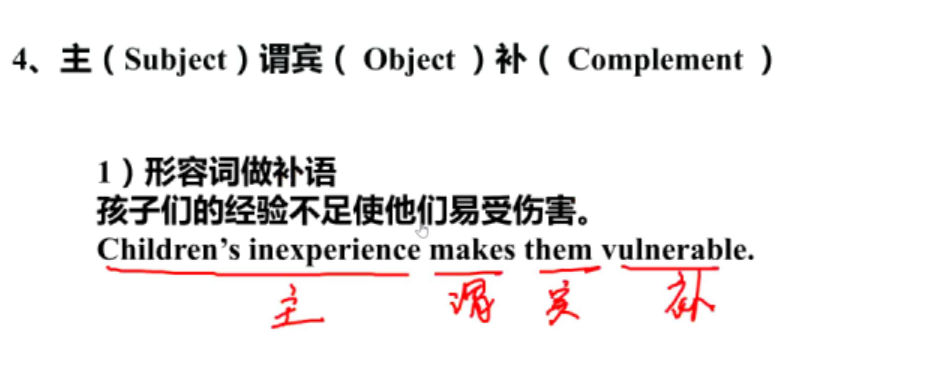 4、主（Subject）谓宾（ Object ）补（ Complement ）
1）形容词做补语
孩子们的经验不足使他们易受伤害。
Children’s inexperience makes them vulnerable.
主 谓 宾 补